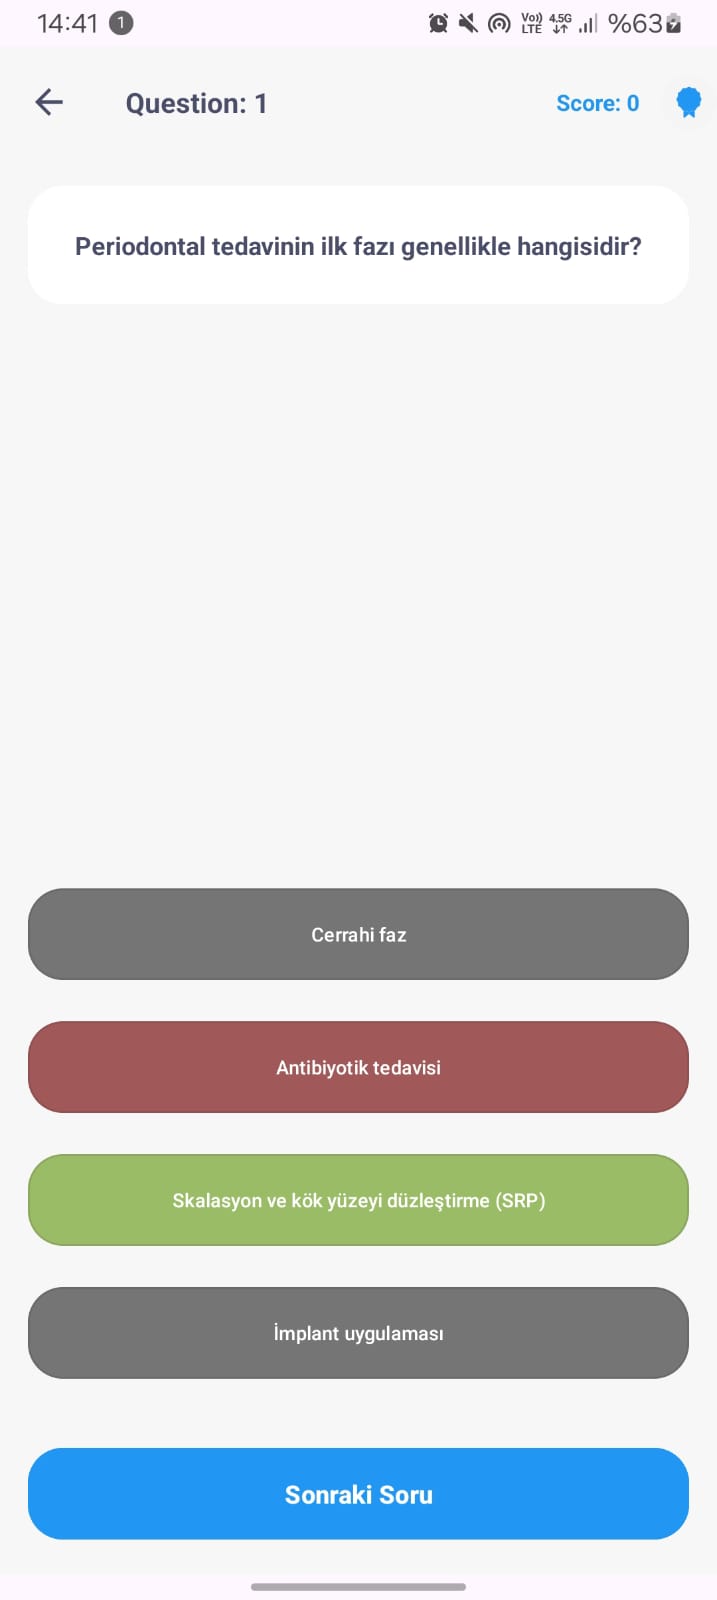 14:41 1 Vo)) LTE 4.5G %63
Question: 1 Score: 0
Periodontal tedavinin ilk fazı genellikle hangisidir?
Cerrahi faz
Antibiyotik tedavisi
Skalasyon ve kök yüzeyi düzleştirme (SRP)
İmplant uygulaması
Sonraki Soru